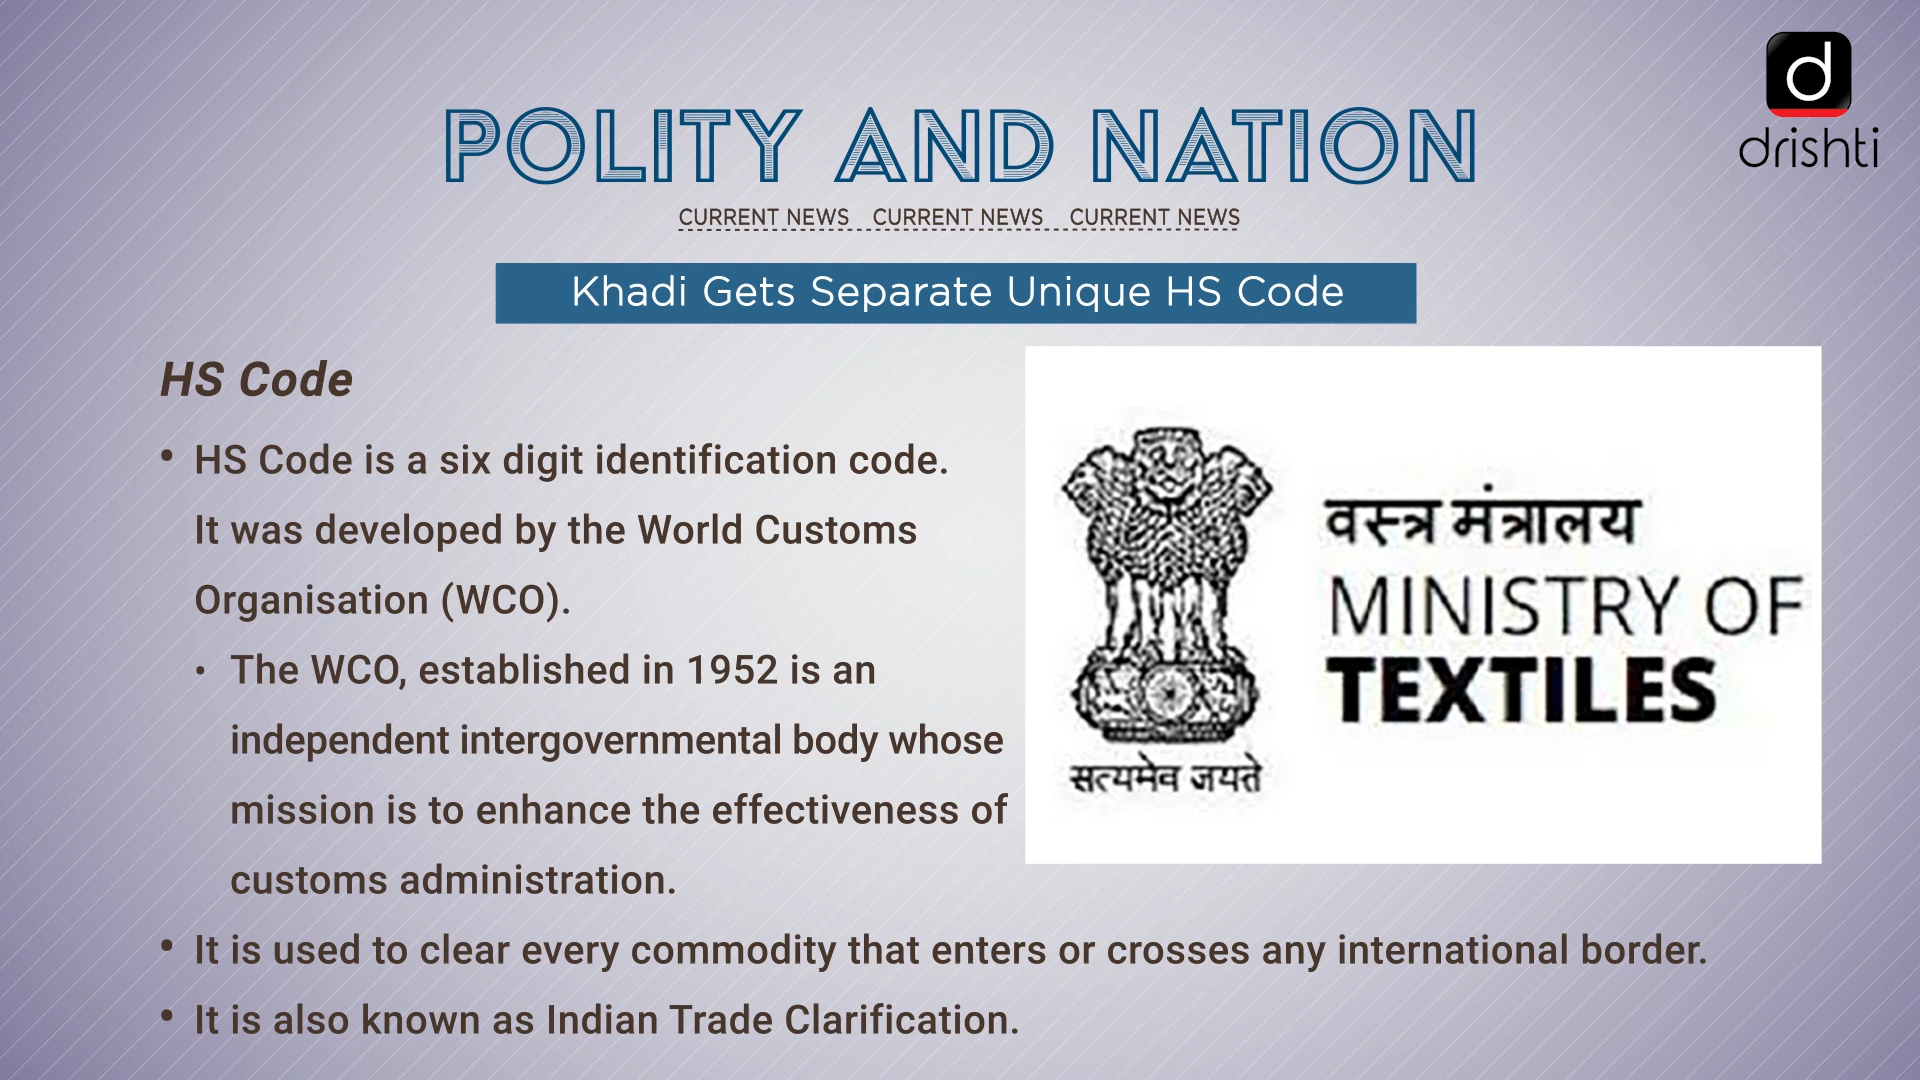 d
drishti
POLITY AND NATION
CURRENT NEWS CURRENT NEWS CURRENT NEWS
Khadi Gets Separate Unique HS Code
HS Code
• HS Code is a six digit identification code.
It was developed by the World Customs
Organisation (WCO).
• The WCO, established in 1952 is an
independent intergovernmental body whose
mission is to enhance the effectiveness of
customs administration.
• It is used to clear every commodity that enters or crosses any international border.
• It is also known as Indian Trade Clarification.
वस्त्र मंत्रालय
MINISTRY OF
TEXTILES
सत्यमेव जयते